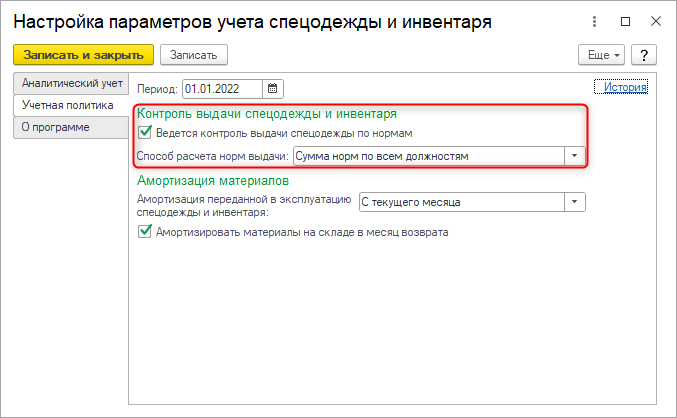 Настройка параметров учета спецодежды и инвентаря
Записать и закрыть
Записать
Еще
?
Аналитический учет
Учетная политика
О программе
Период: 01.01.2022
История
Контроль выдачи спецодежды и инвентаря
Ведется контроль выдачи спецодежды по нормам
Способ расчета норм выдачи: Сумма норм по всем должностям
Амортизация материалов
Амортизация переданной в эксплуатацию
спецодежды и инвентаря:
С текущего месяца
Амортизировать материалы на складе в месяц возврата